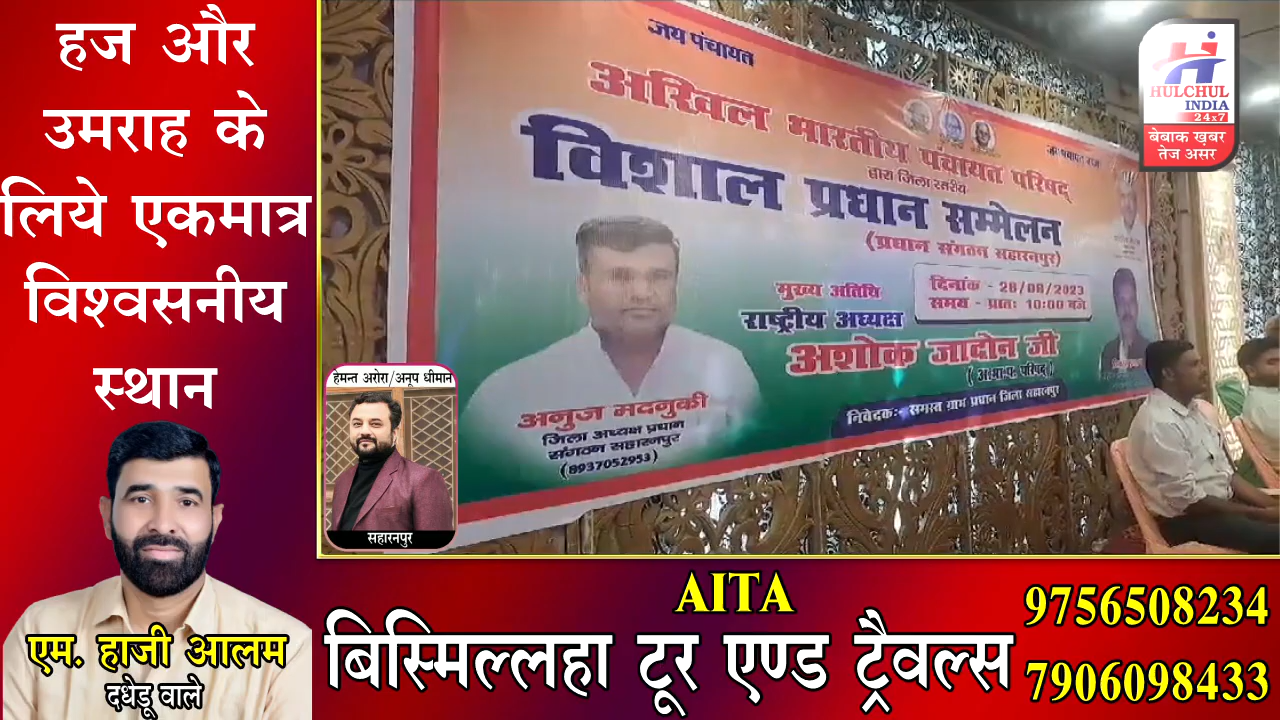 हज और
उमराह के
लिये एकमात्र
विश्वसनीय
स्थान
एम. हाजी आलम
दधेडू वाले
जय पंचायत
अखिल भारतीय पंचायत परिषद्
द्वारा जिला स्तरीय
विशाल प्रधान सम्मेलन
(प्रधान संगठन सहारनपुर)
मुख्य अतिथि
राष्ट्रीय अध्यक्ष
दिनांक - 28/08/2023
समय - प्रातः 10:00 बजे
अशोक जादोन जी
अनुज मदनुकी
जिला अध्यक्ष प्रधान
संगठन सहारनपुर
(8937052953)
निवेदकः- समस्त ग्राम प्रधान जिला सहारनपुर
HULCHUL
INDIA
24x7
बेबाक ख़बर
तेज असर
हेमन्त अरोरा/अनूप धीमान
सहारनपुर
AITA
बिस्मिल्लहा टूर एण्ड ट्रैवल्स
9756508234
7906098433